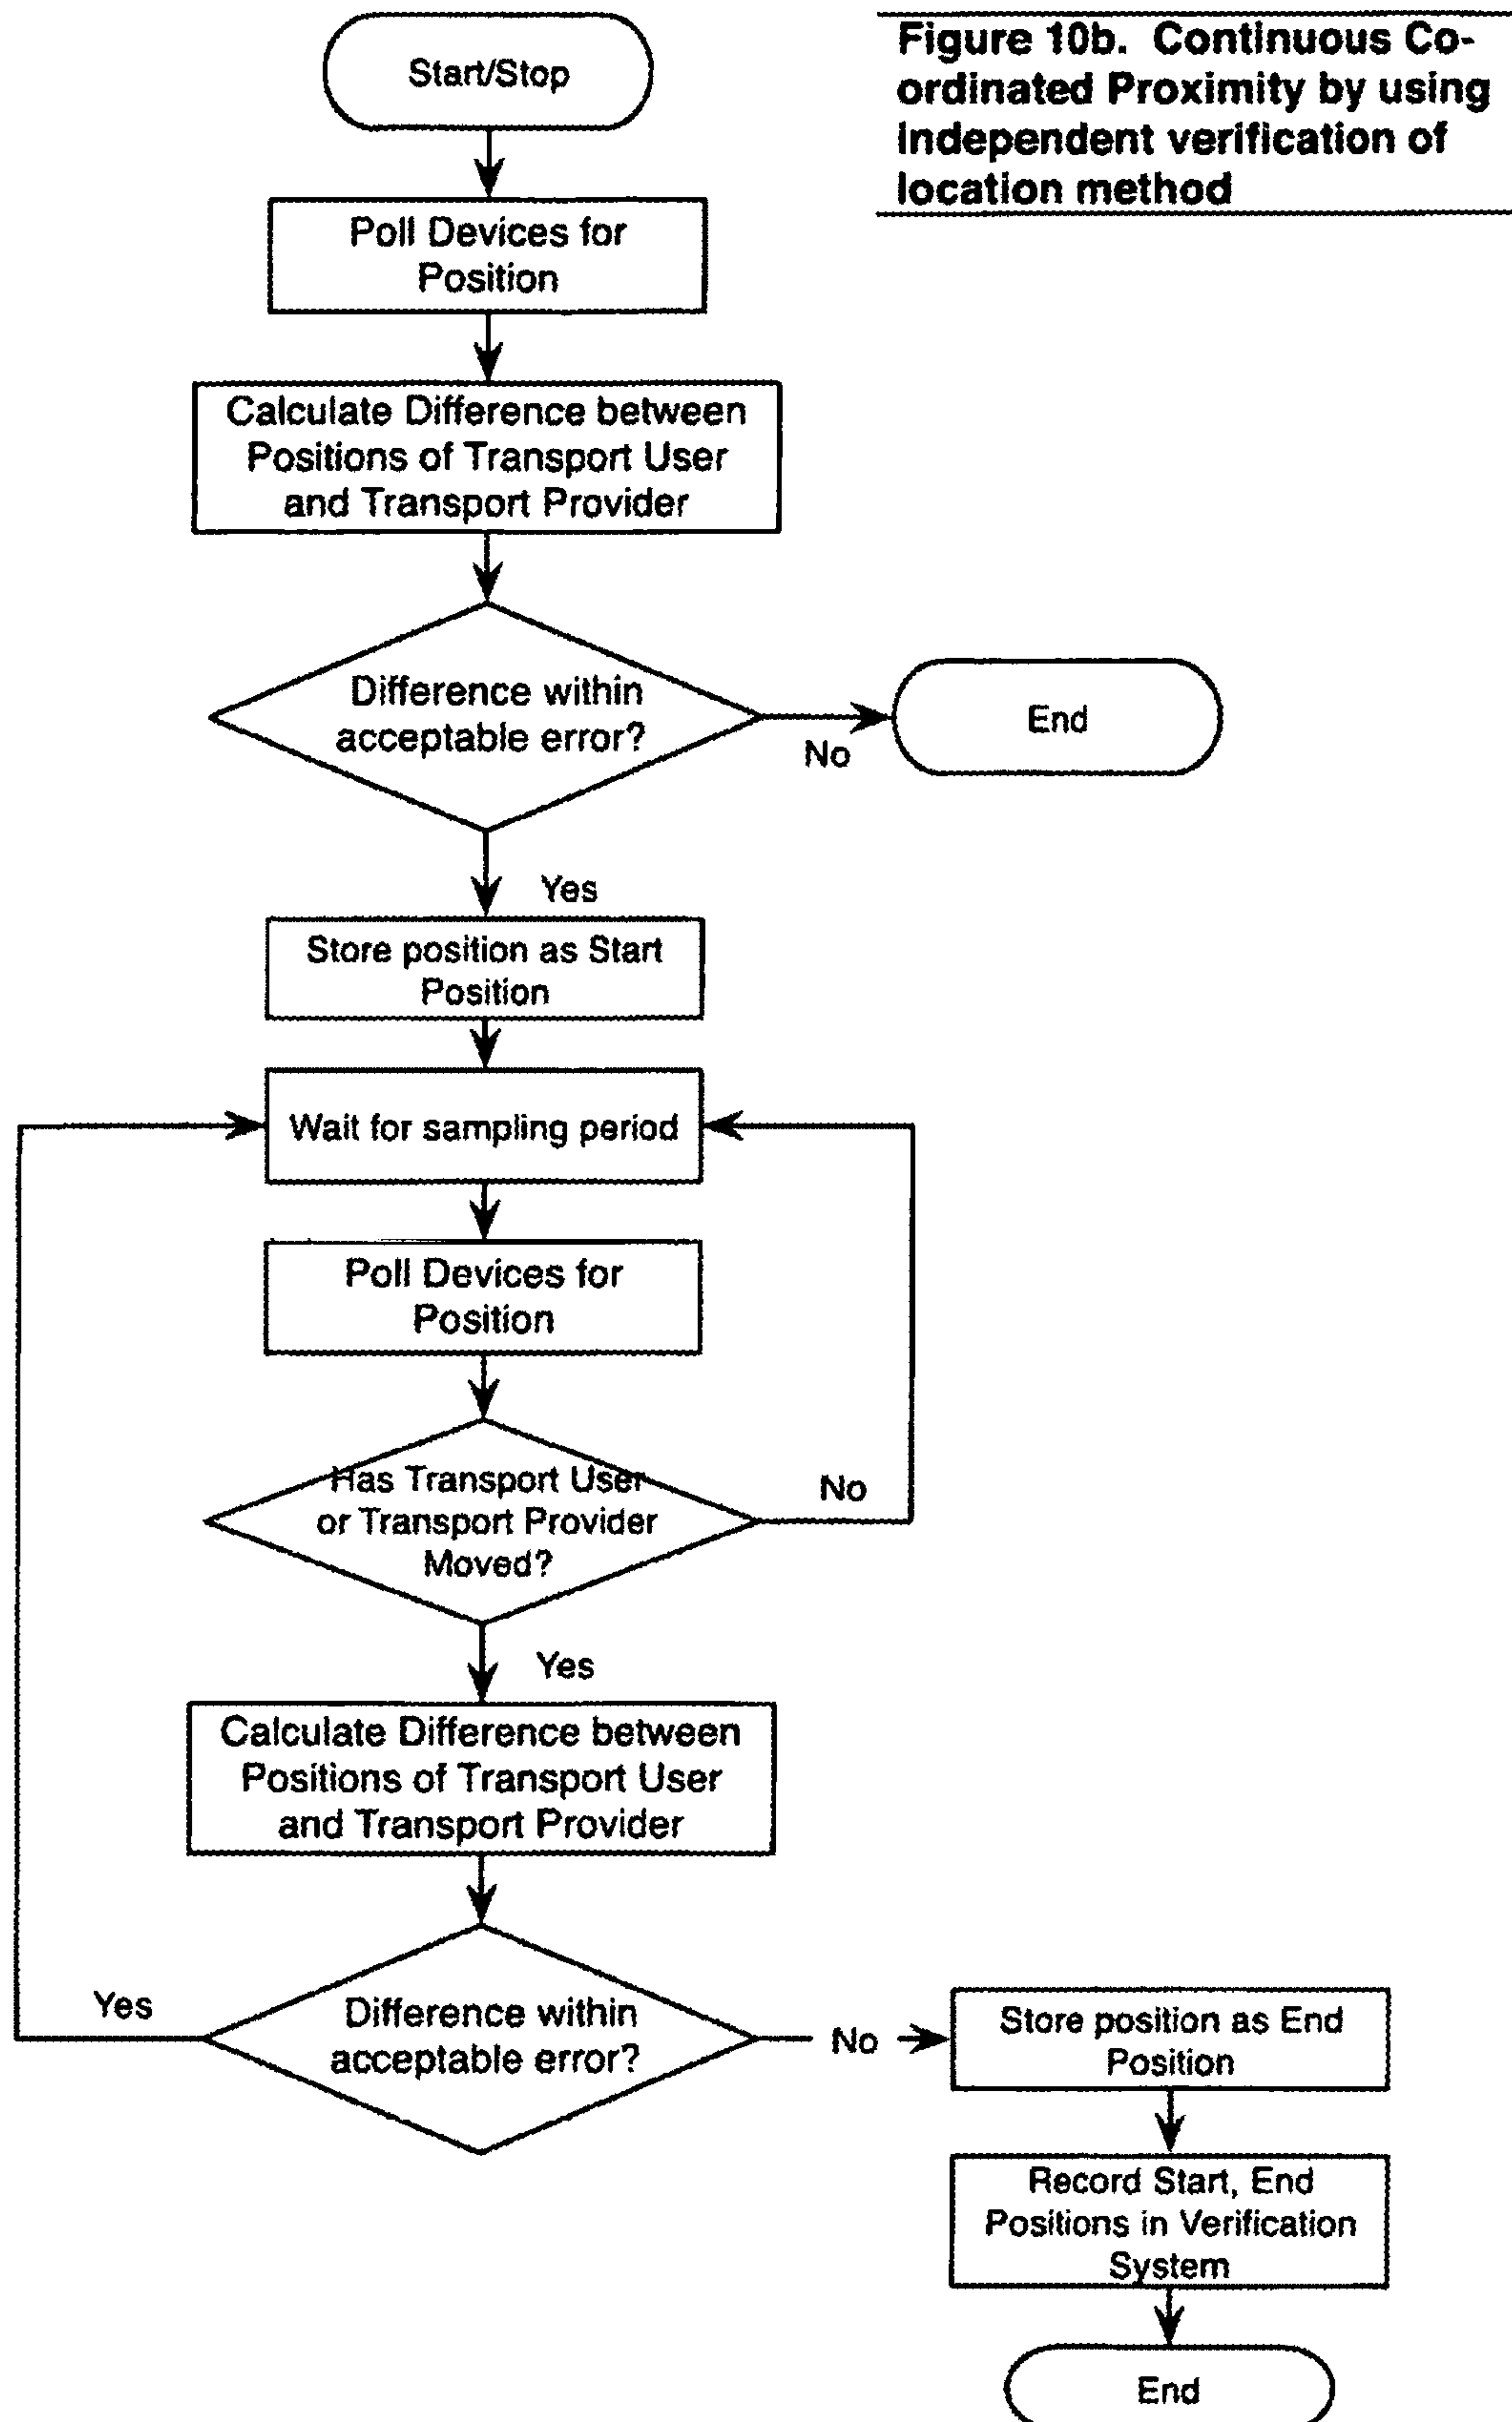 Start/Stop
Figure 10b. Continuous Co-
ordinated Proximity by using
independent verification of
location method
Poll Devices for
Position
Calculate Difference between
Positions of Transport User
and Transport Provider
Difference within
acceptable error?
No
End
Yes
Store position as Start
Position
Wait for sampling period
Poll Devices for
Position
Has Transport User
or Transport Provider
Moved?
No
Yes
Calculate Difference between
Positions of Transport User
and Transport Provider
Yes
Difference within
acceptable error?
No
Store position as End
Position
Record Start, End
Positions in Verification
System
End